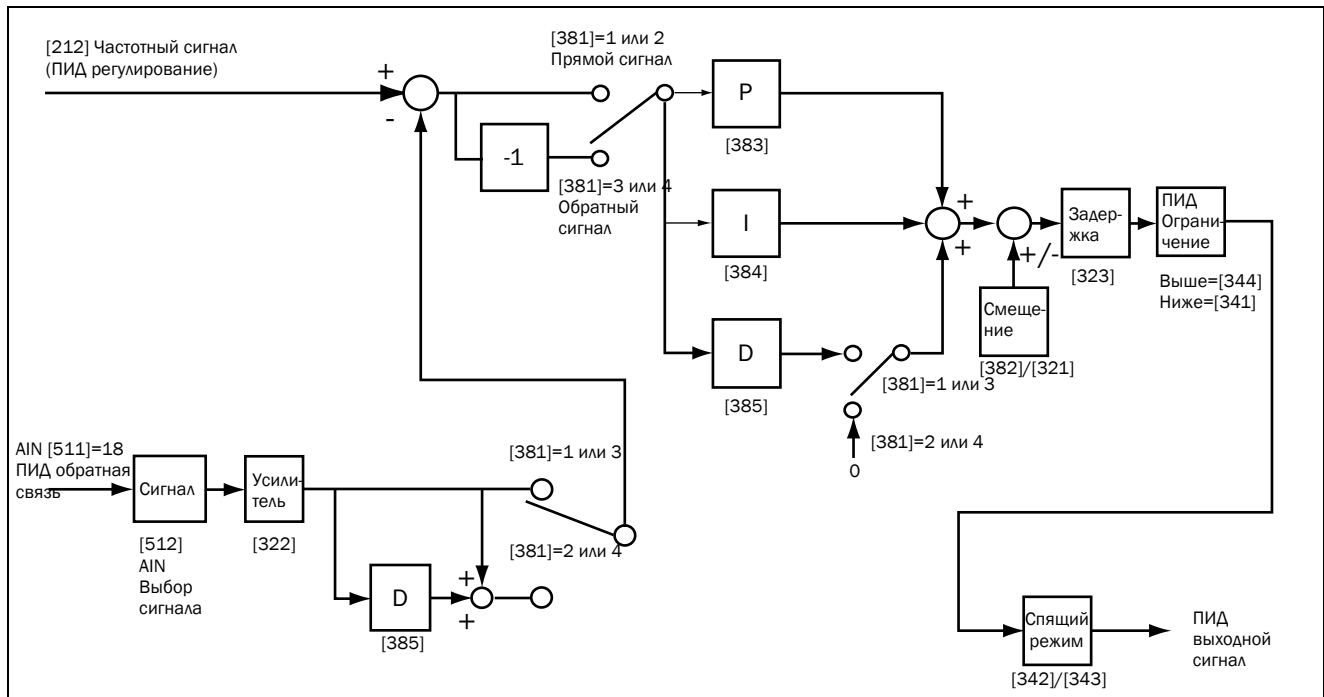 [212] Частотный сигнал
(ПИД регулирование)
+
-
[381]=1 или 2
Прямой сигнал
-1
[381]=3 или 4
Обратный
сигнал
P
[383]
I
[384]
D
[385]
+
+
+/-
Смеще-
ние
[382]/[321]
Задер-
жка
[323]
ПИД
Ограни-
чение
Выше=[344]
Ниже=[341]
[381]=1 или 3
[381]=2 или 4
0
AIN [511]=18
ПИД обратная
связь
Сигнал
[512]
AIN
Выбор
сигнала
Усили-
тель
[322]
[381]=1 или 3
[381]=2 или 4
D
[385]
+
+
Спящий
режим
[342]/[343]
ПИД
выходной
сигнал